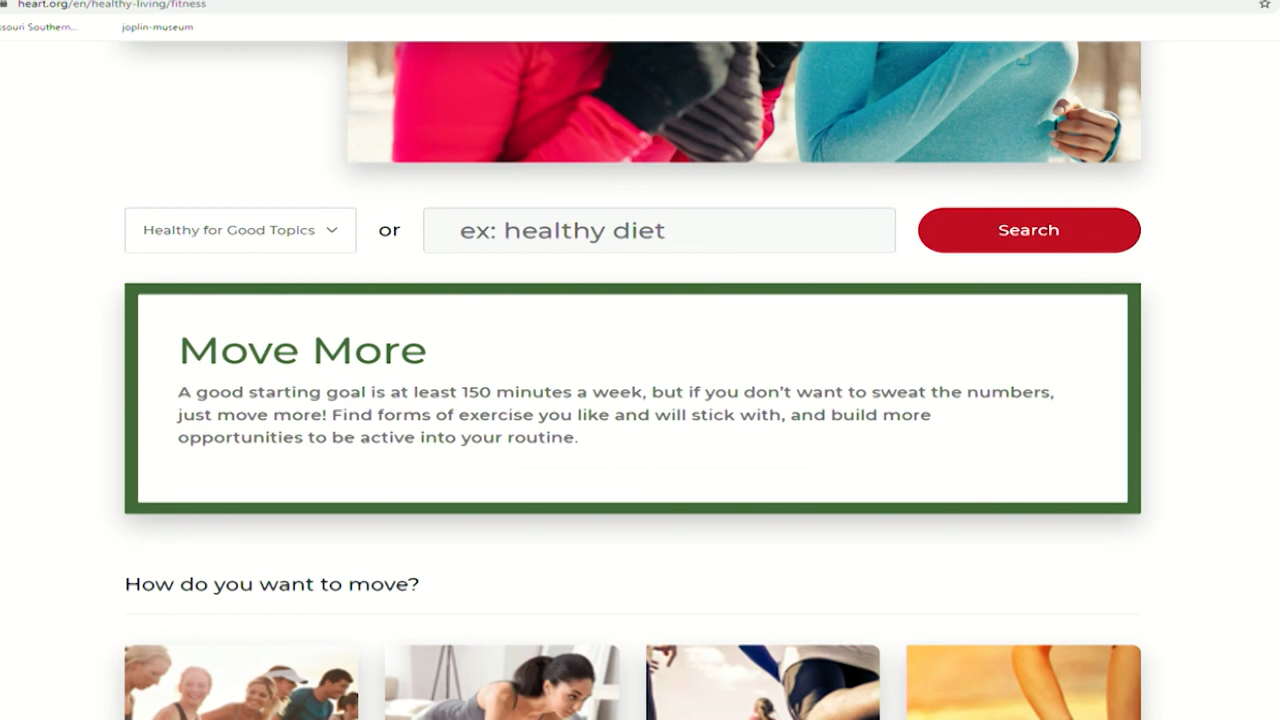 heart.org/en/healthy-living/fitness
ssouri Southern...
joplin-museum
Healthy for Good Topics
or
ex: healthy diet
Search
Move More
A good starting goal is at least 150 minutes a week, but if you don't want to sweat the numbers,
just move more! Find forms of exercise you like and will stick with, and build more
opportunities to be active into your routine.
How do you want to move?